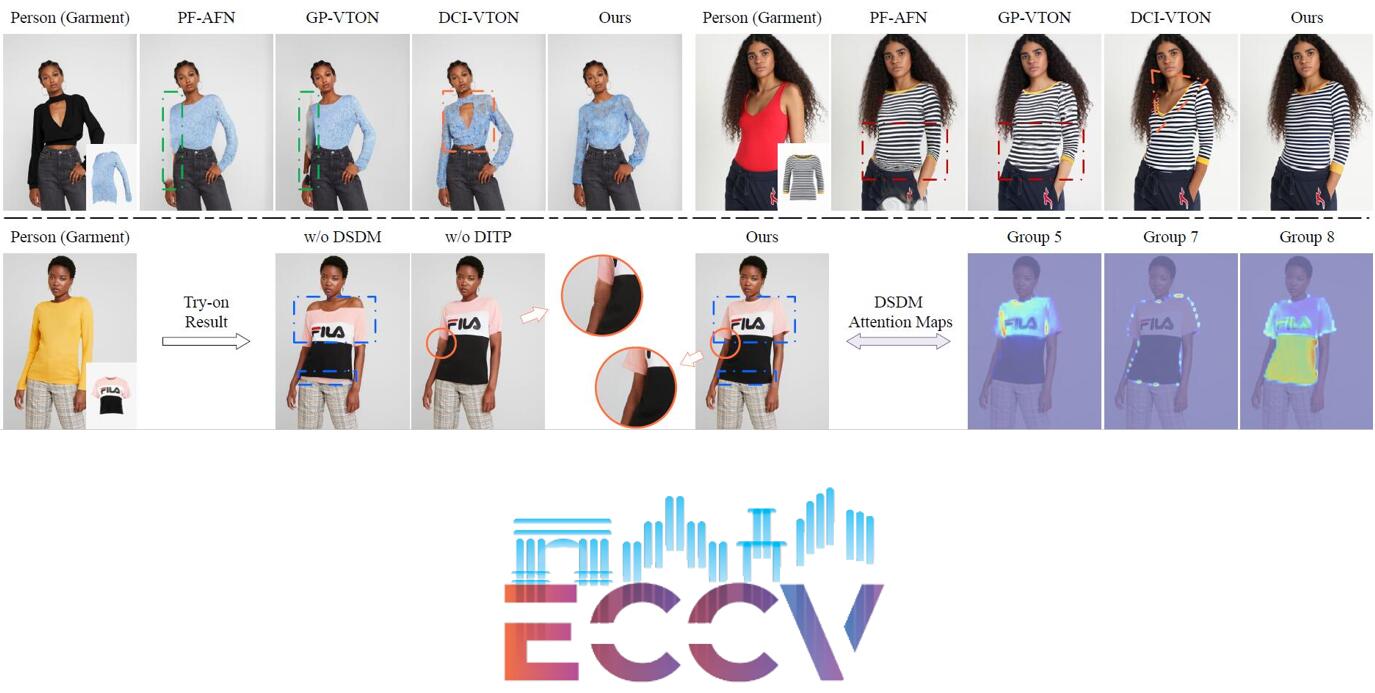 Person (Garment) PF-AFN GP-VTON DCI-VTON Ours Person (Garment) PF-AFN GP-VTON DCI-VTON Ours
Person (Garment) w/o DSDM w/o DITP Ours Group 5 Group 7 Group 8
Try-on
Result
DSDM
Attention Maps
FILA
FILA
FILA
FILA
FILA
FILA
FILA
ECCV